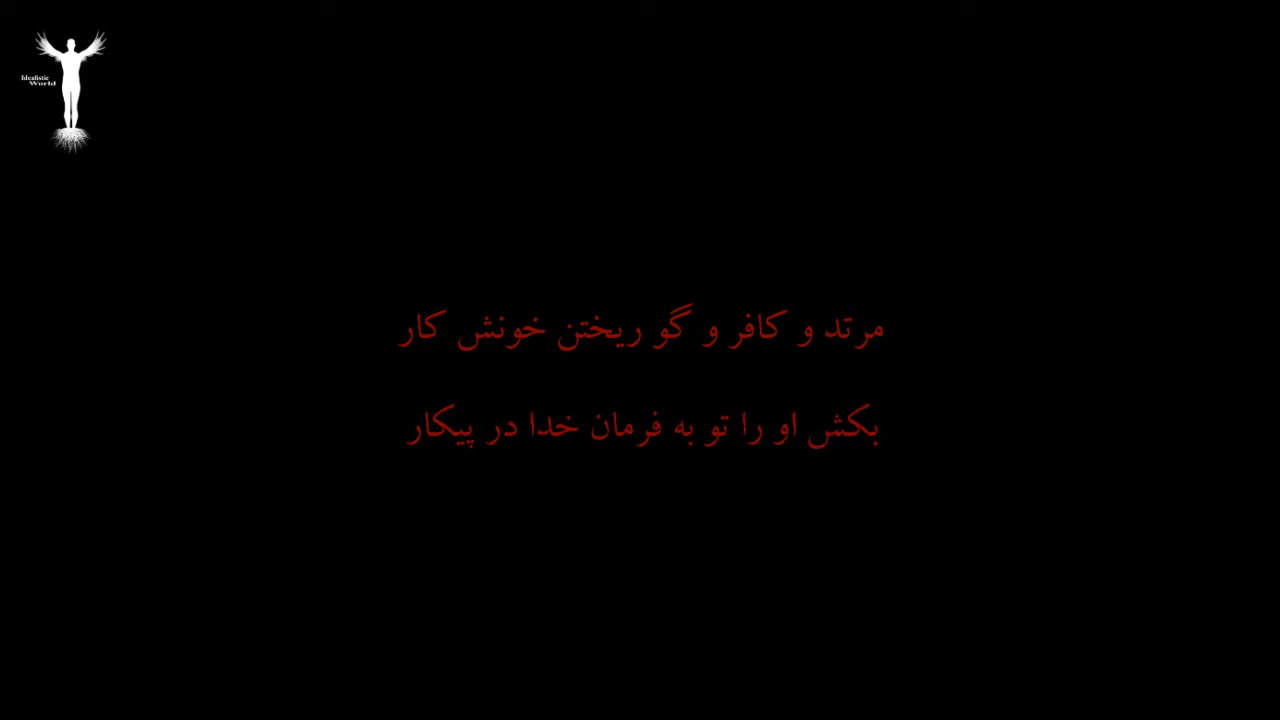 Idealistic
World
مرتد و کافر و گو ریختن خونش کار
بکش او را تو به فرمان خدا در پیکار